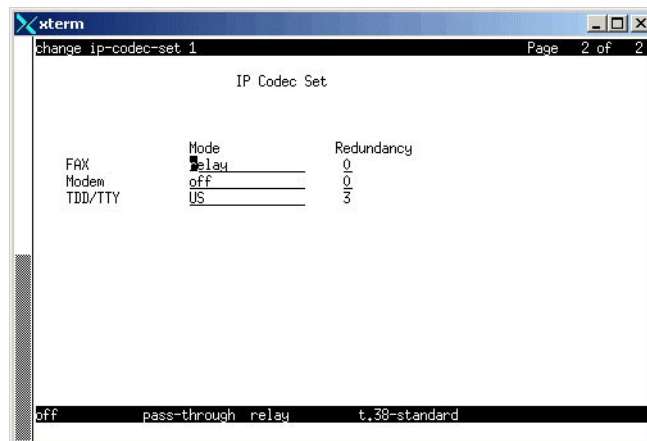 xterm
change ip-codec-set 1 Page 2 of 2
IP Codec Set
Mode Redundancy
FAX relay 0
Modem off 0
TDD/TTY US 3
off pass-through relay t.38-standard